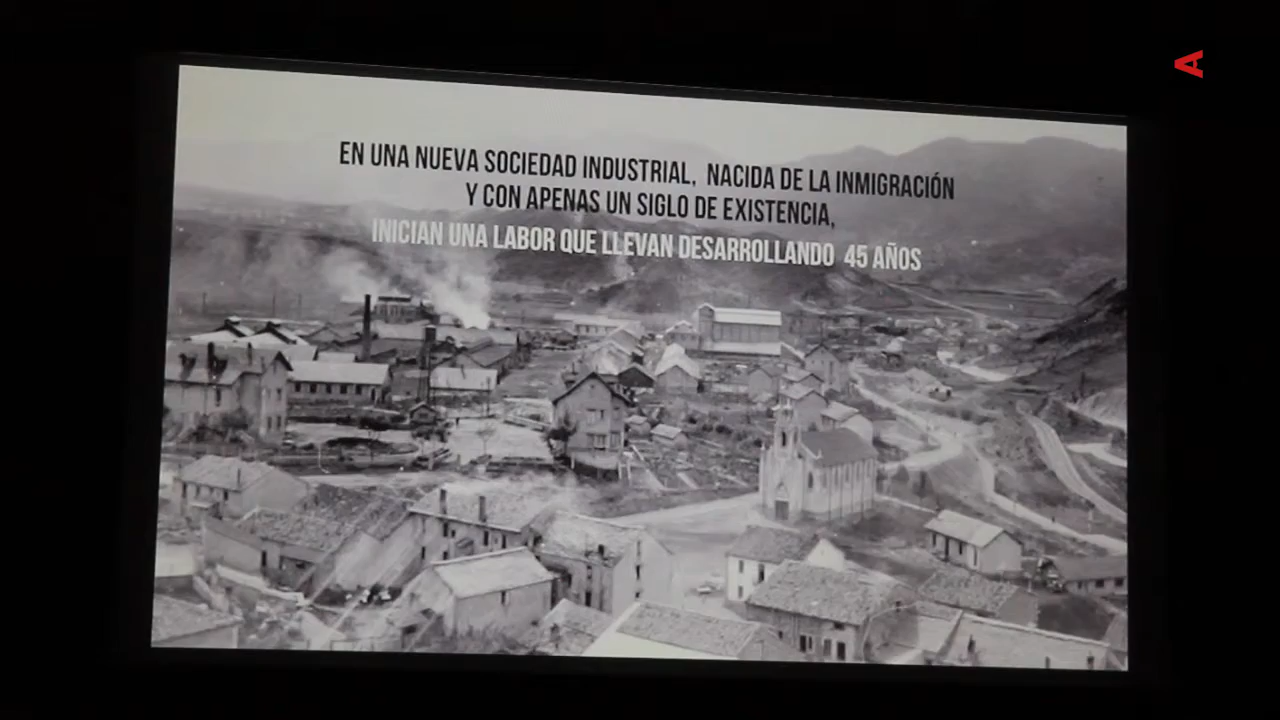 EN UNA NUEVA SOCIEDAD INDUSTRIAL, NACIDA DE LA INMIGRACIÓN
Y CON APENAS UN SIGLO DE EXISTENCIA,
INICIAN UNA LABOR QUE LLEVAN DESARROLLANDO 45 AÑOS
A